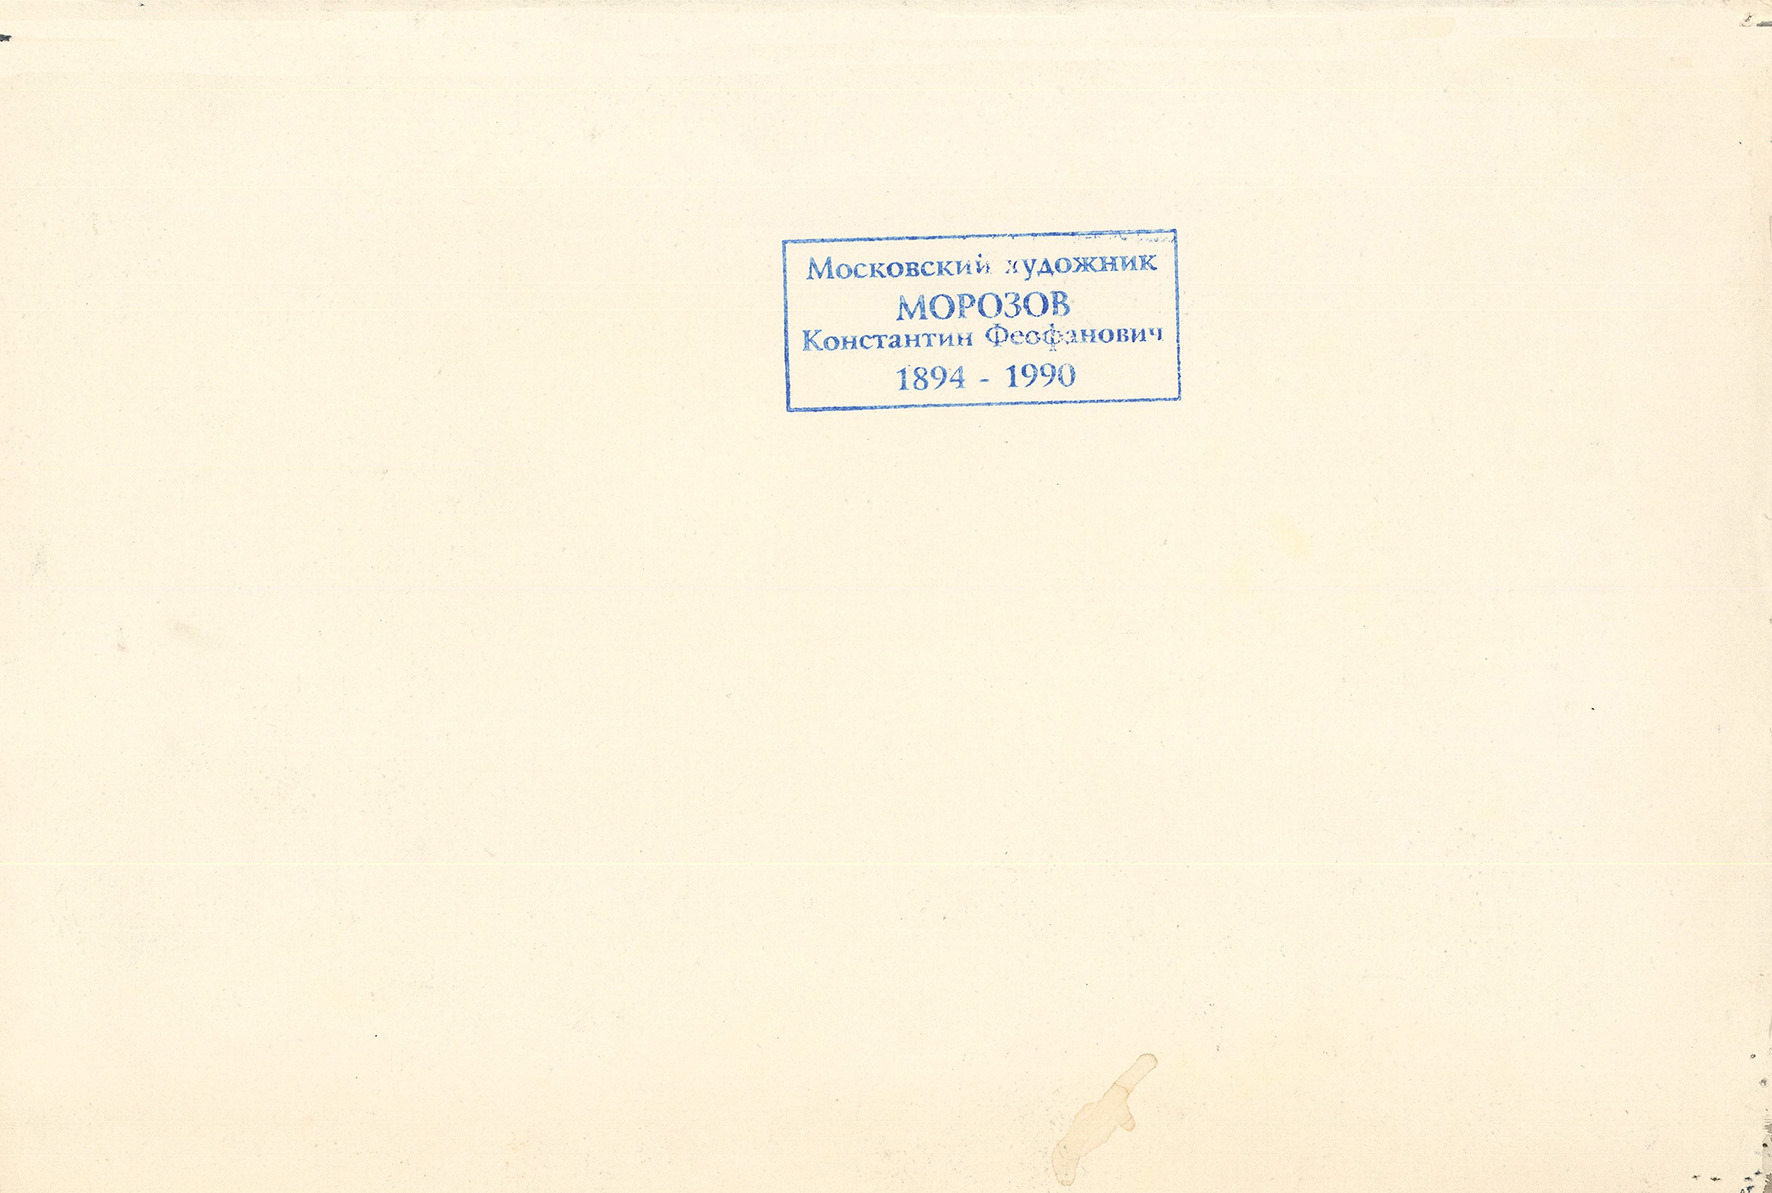 Московский художник
МОРОЗОВ
Константин Феофанович
1894 - 1990